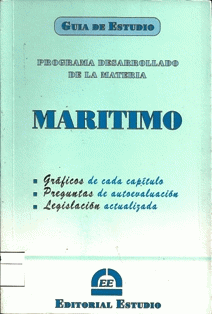 GUIA DE ESTUDIO
PROGRAMA DESARROLLADO
DE LA MATERIA
MARITIMO
Gráficos de cada capítulo
Preguntas de autoevaluación
Legislación actualizada
EE
EDITORIAL ESTUDIO